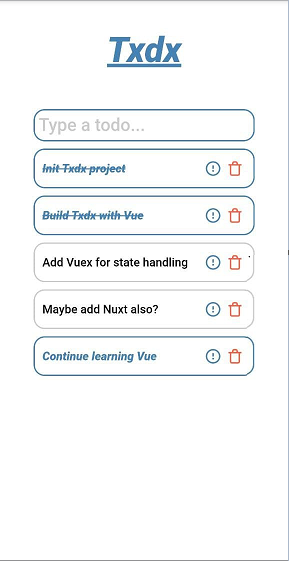 Txdx
Type a todo...
Init Txdx project
Build Txdx with Vue
Add Vuex for state handling
Maybe add Nuxt also?
Continue learning Vue